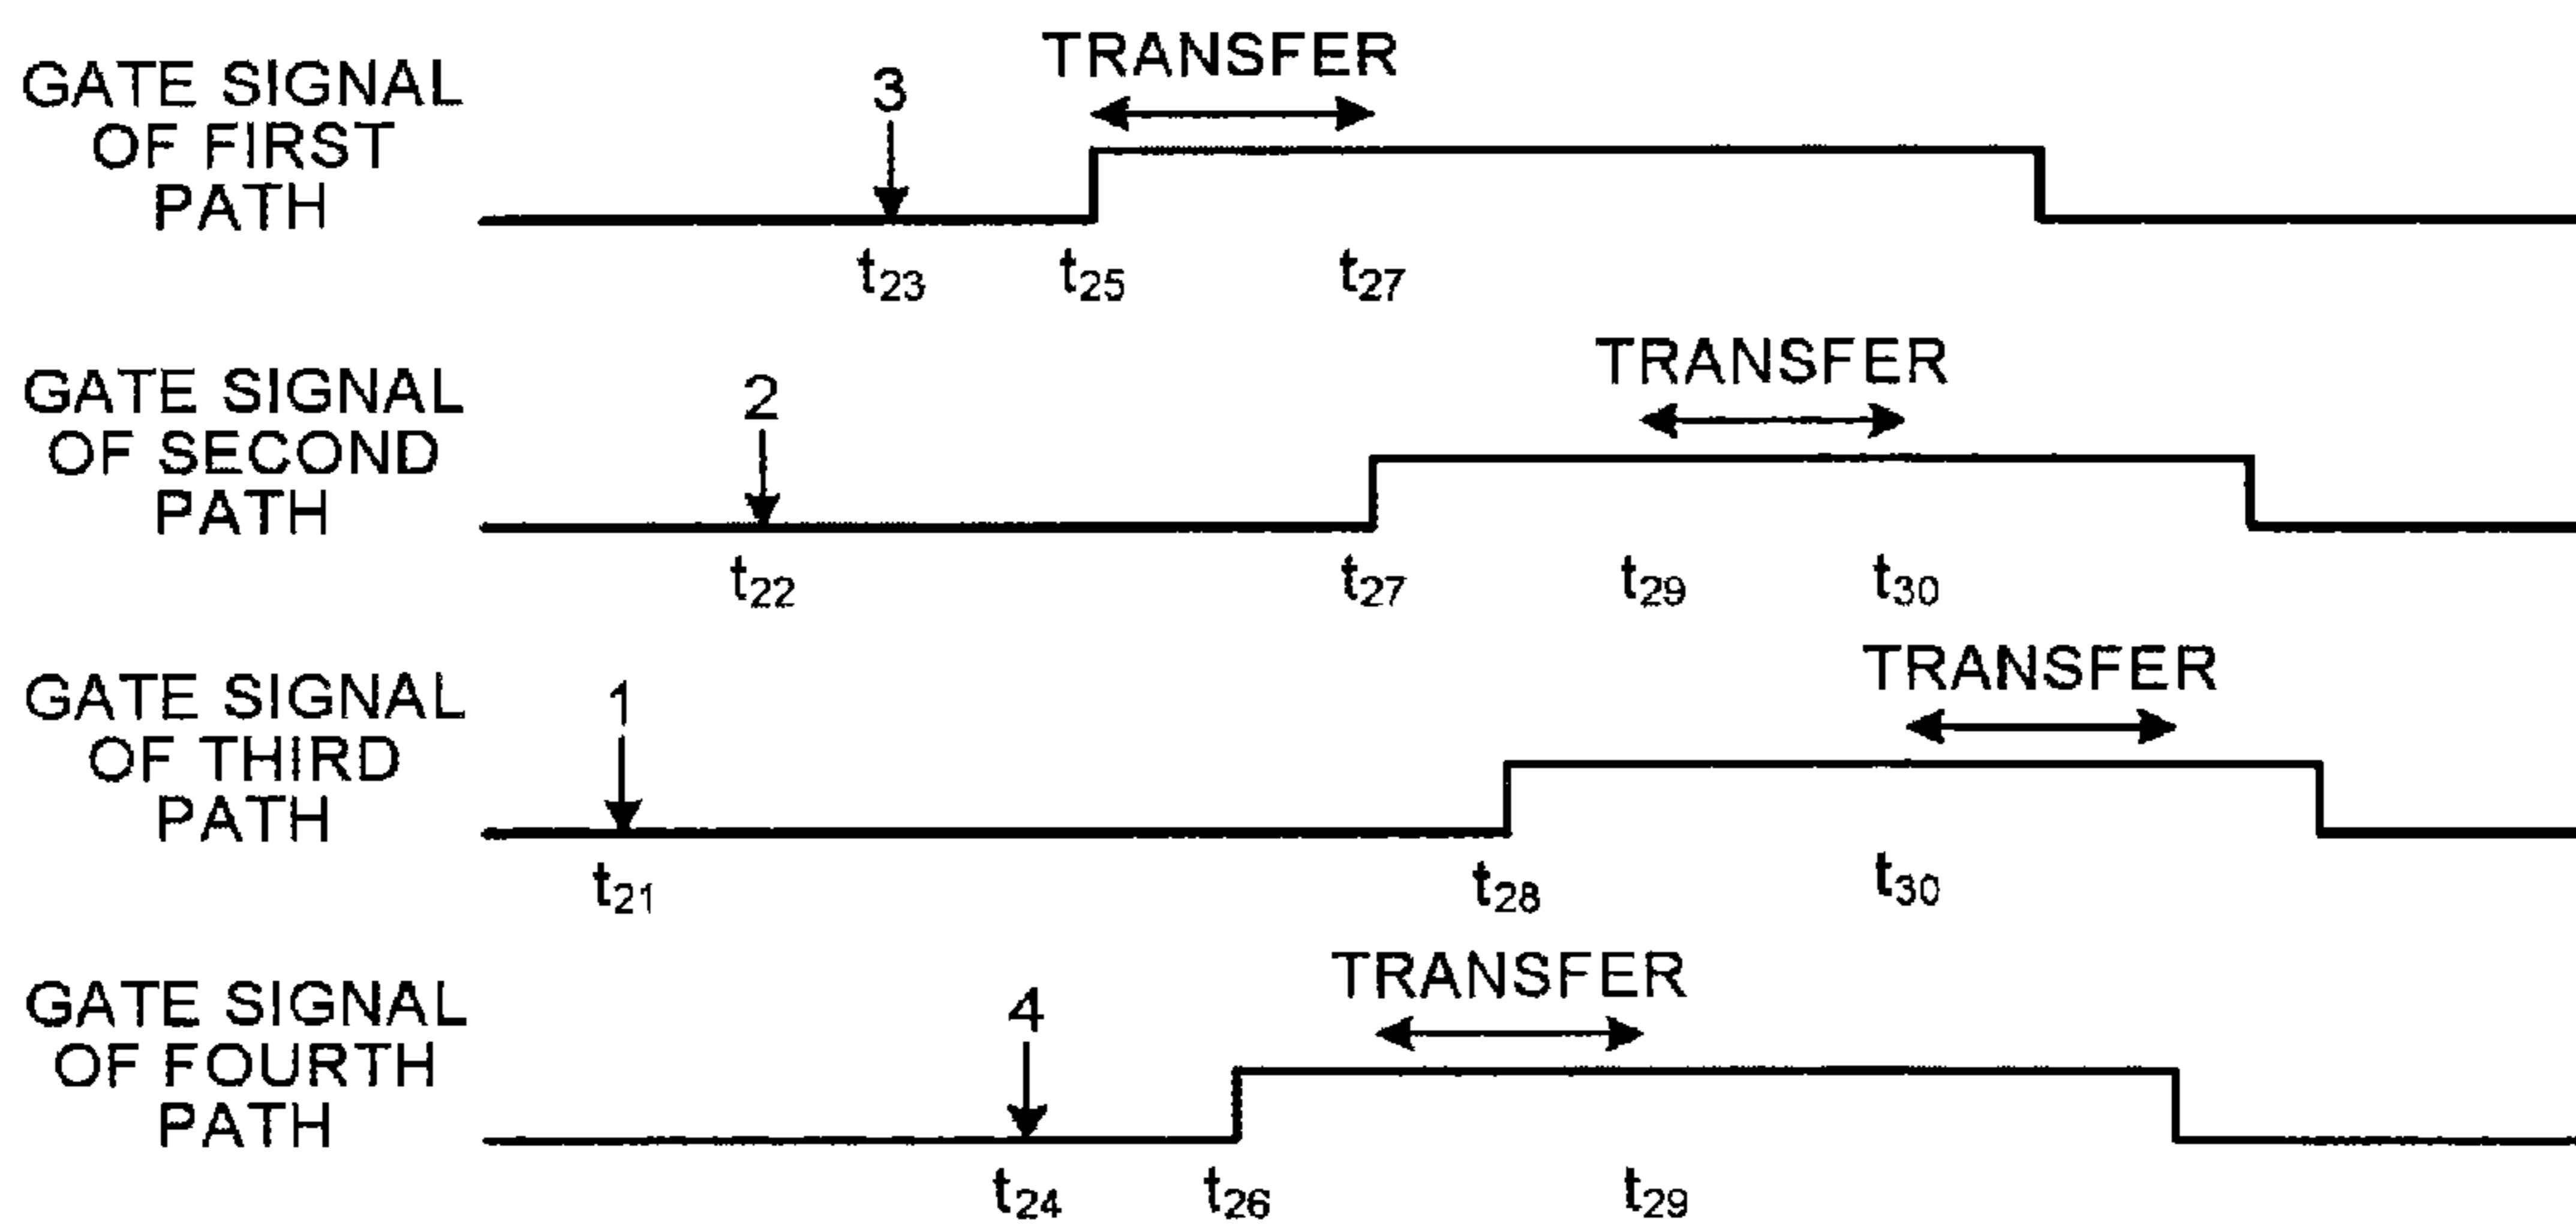 TRANSFER
GATE SIGNAL
OF FIRST
PATH
3
t23 t25 t27
TRANSFER
GATE SIGNAL
OF SECOND
PATH
2
t22 t27 t29 t30
TRANSFER
GATE SIGNAL
OF THIRD
PATH
1
t21 t28 t30
TRANSFER
GATE SIGNAL
OF FOURTH
PATH
4
t24 t26 t29